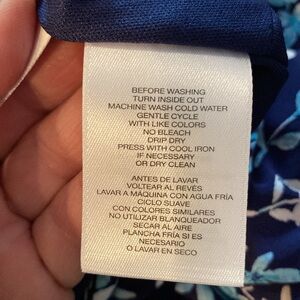 BEFORE WASHING
TURN INSIDE OUT
MACHINE WASH COLD WATER
GENTLE CYCLE
WITH LIKE COLORS
NO BLEACH
DRIP DRY
PRESS WITH COOL IRON
IF NECESSARY
OR DRY CLEAN
ANTES DE LAVAR
VOLTEAR AL REVÉS
LAVAR A MÁQUINA CON AGUA FRÍA
CICLO SUAVE
CON COLORES SIMILARES
NO UTILIZAR BLANQUEADOR
SECAR AL AIRE
PLANCHA FRÍA SI ES
NECESARIO
O LAVAR EN SECO